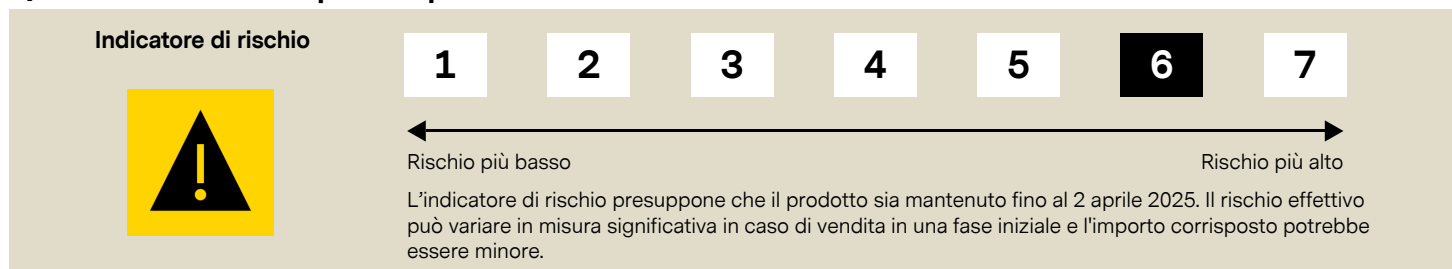 Indicatore di rischio
1 2 3 4 5 6 7
Rischio più basso Rischio più alto
L'indicatore di rischio presuppone che il prodotto sia mantenuto fino al 2 aprile 2025. Il rischio effettivo
può variare in misura significativa in caso di vendita in una fase iniziale e l'importo corrisposto potrebbe
essere minore.